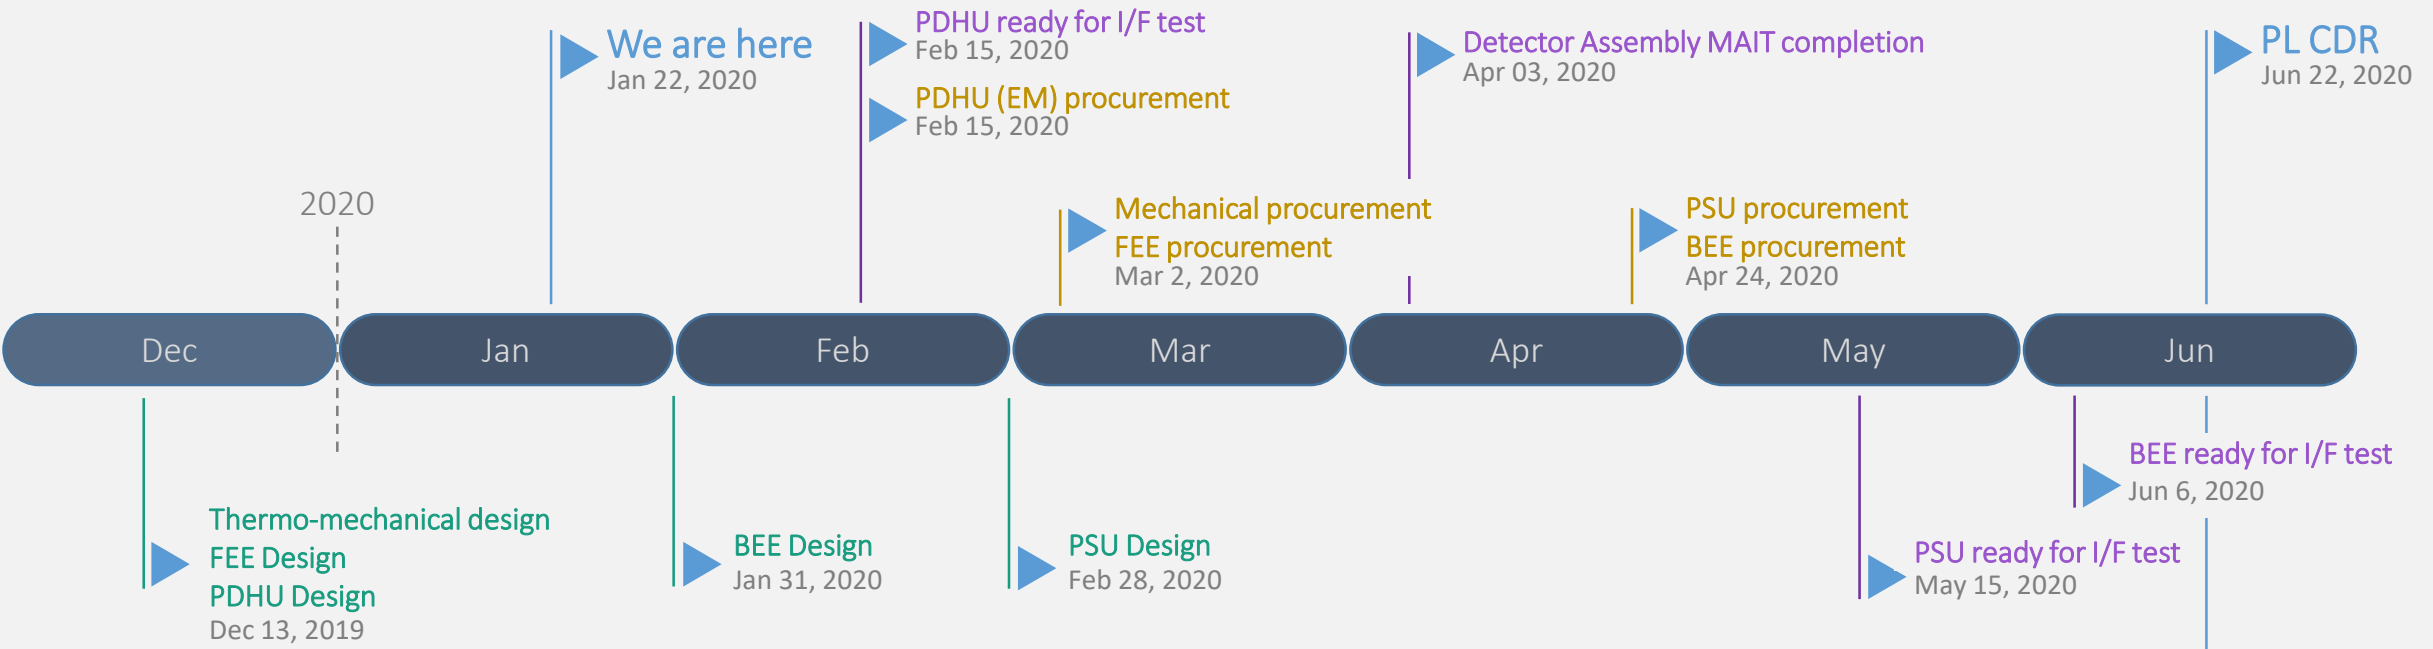 We are here
Jan 22, 2020
PDHU ready for I/F test
Feb 15, 2020
PDHU (EM) procurement
Feb 15, 2020
Detector Assembly MAIT completion
Apr 03, 2020
PL CDR
Jun 22, 2020
2020
Mechanical procurement
FEE procurement
Mar 2, 2020
PSU procurement
BEE procurement
Apr 24, 2020
Dec
Jan
Feb
Mar
Apr
May
Jun
Thermo-mechanical design
FEE Design
PDHU Design
Dec 13, 2019
BEE Design
Jan 31, 2020
PSU Design
Feb 28, 2020
PSU ready for I/F test
May 15, 2020
BEE ready for I/F test
Jun 6, 2020